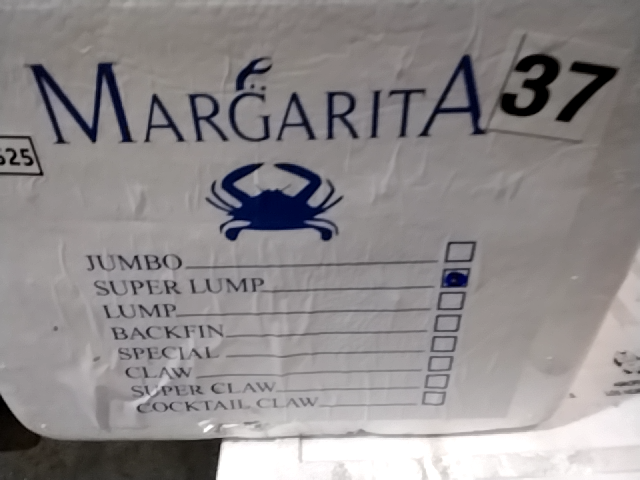 MARGARITA 37
525
JUMBO
SUPER LUMP
LUMP
BACKFIN
SPECIAL
CLAW
SUPER CLAW
COCKTAIL CLAW